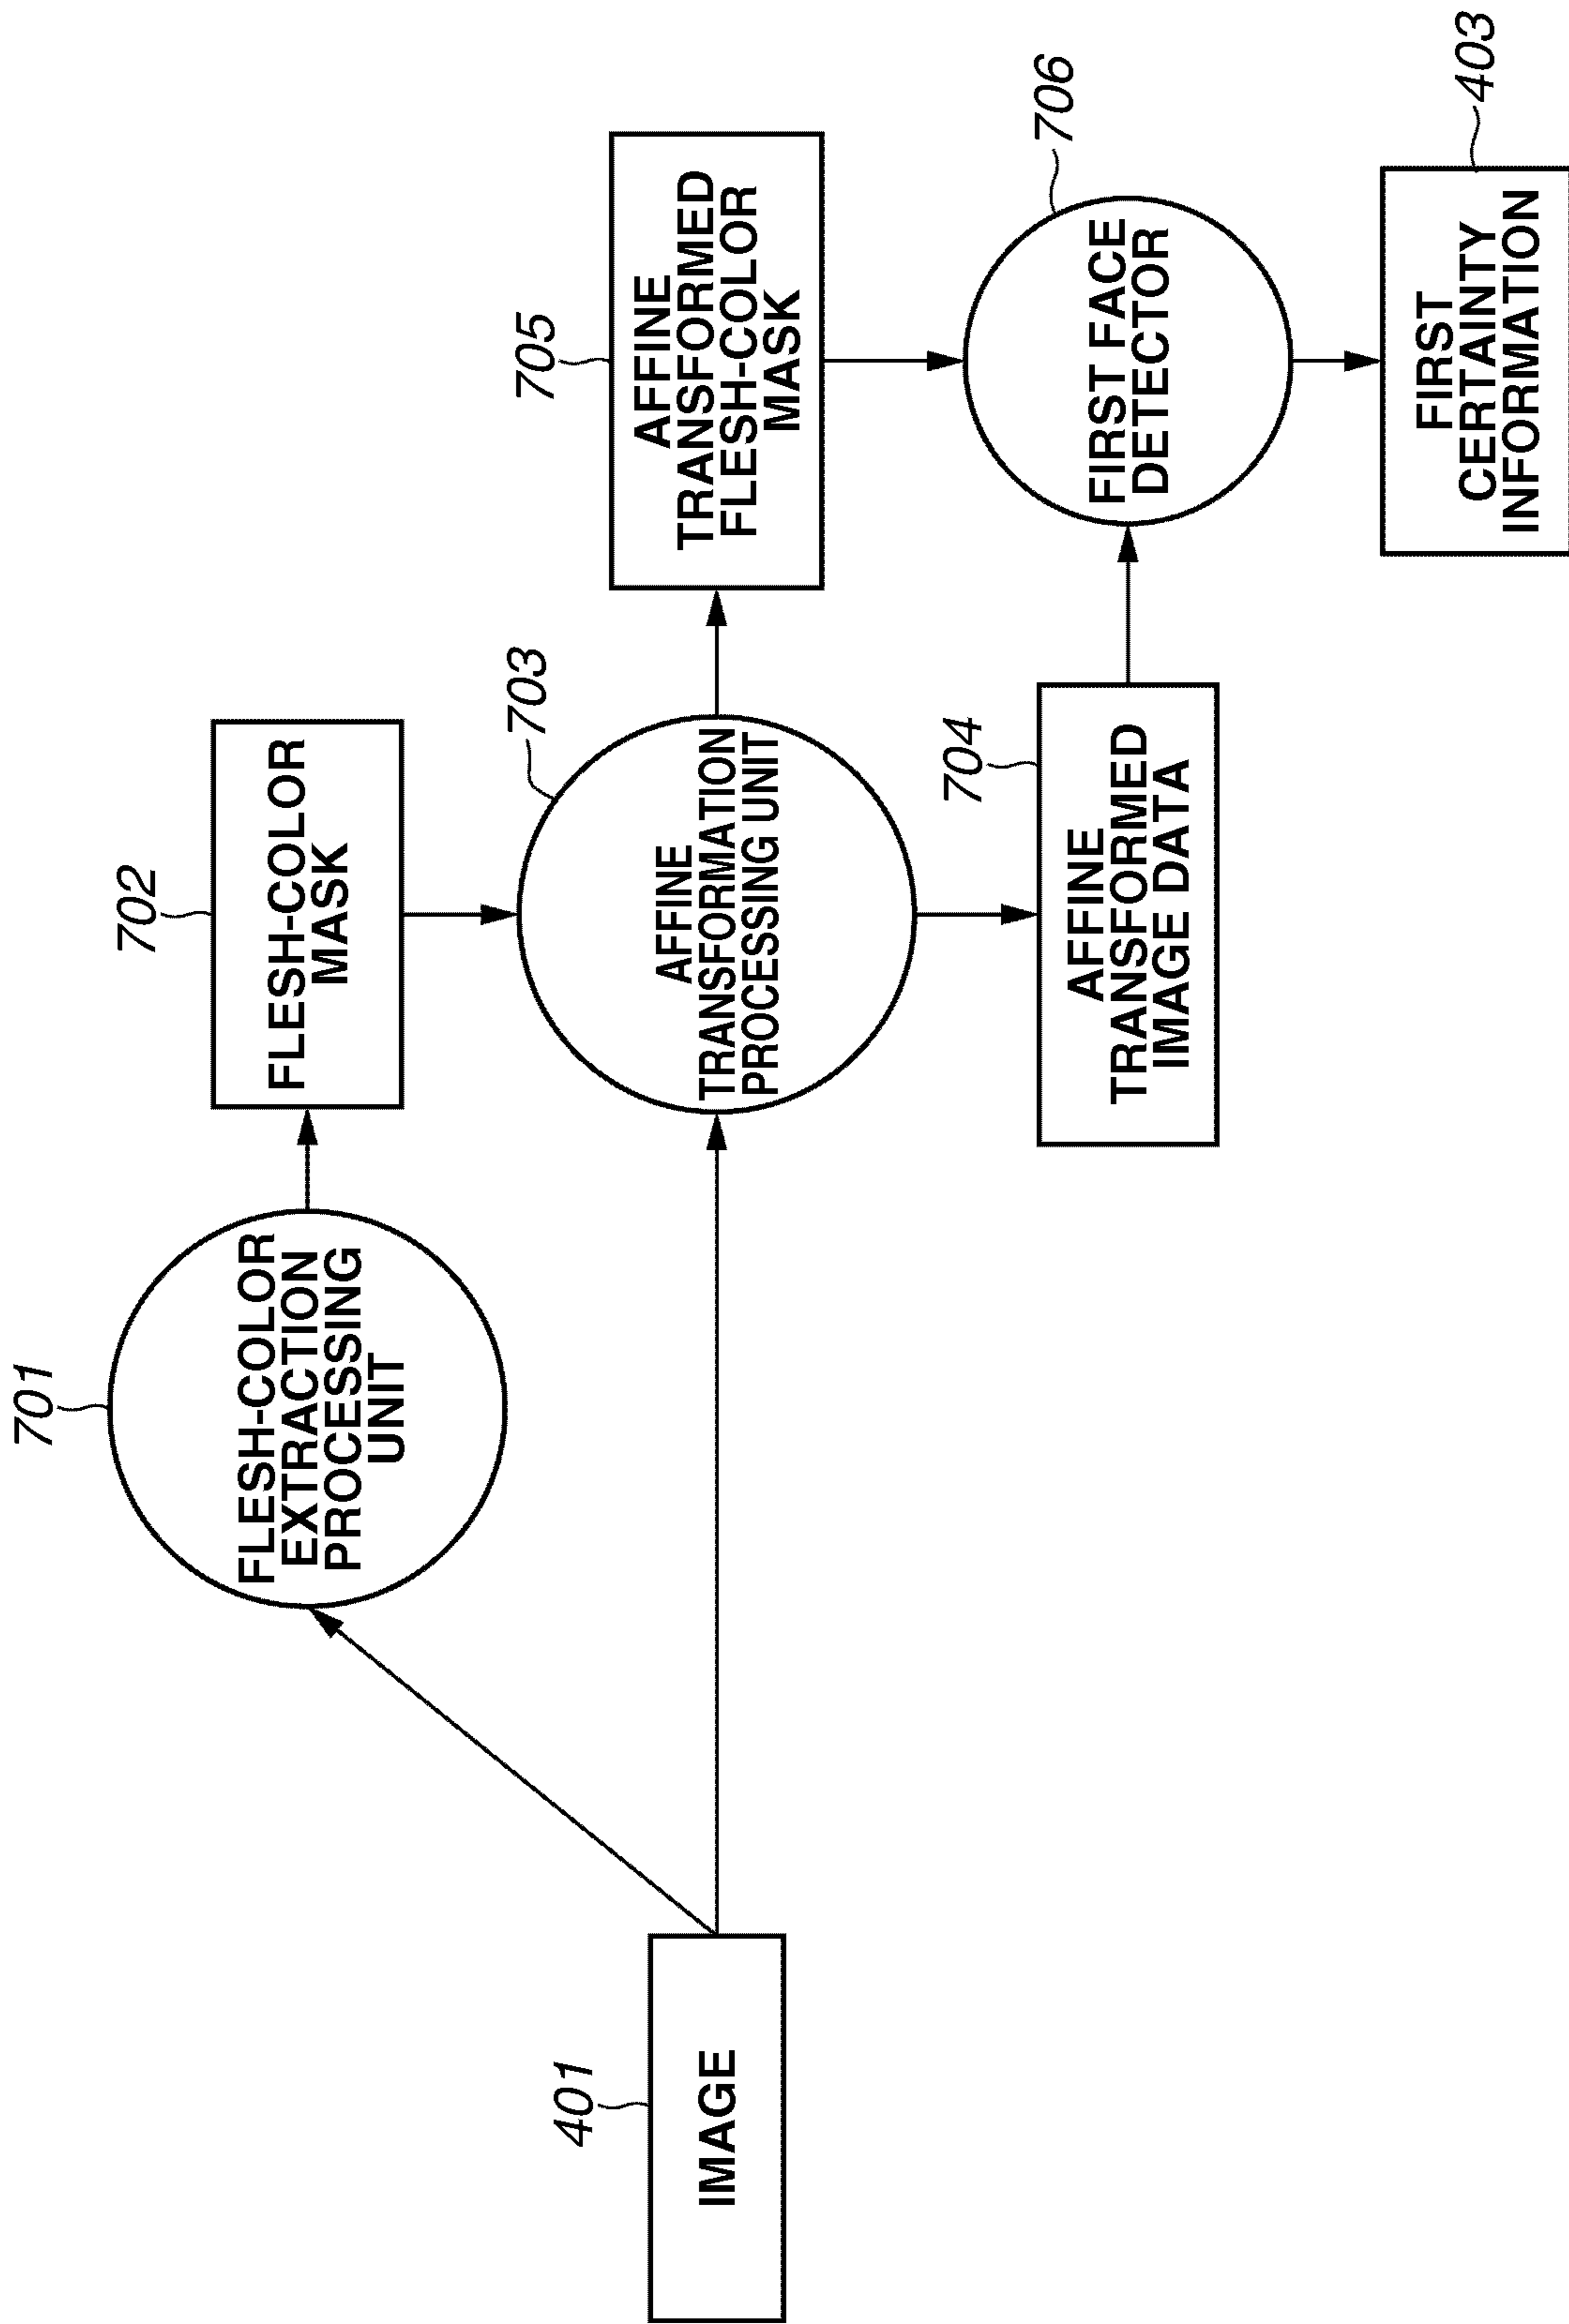 701
FLESH-COLOR
EXTRACTION
PROCESSING
UNIT
702
FLESH-COLOR
MASK
401
IMAGE
703
AFFINE
TRANSFORMATION
PROCESSING UNIT
705
AFFINE
TRANSFORMED
FLESH-COLOR
MASK
704
AFFINE
TRANSFORMED
IMAGE DATA
706
FIRST FACE
DETECTOR
403
FIRST
CERTAINTY
INFORMATION